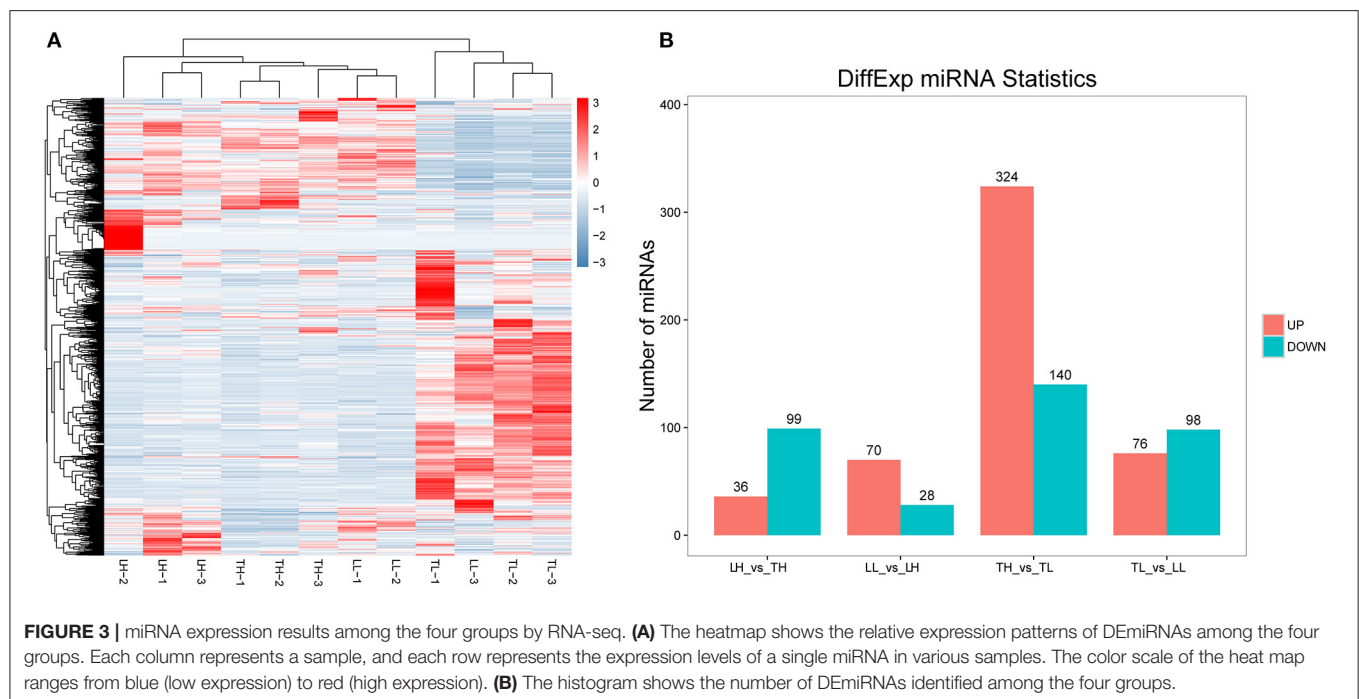 A
3
2
1
0
−1
−2
−3
LH−2
LH−1
LH−3
TH−1
TH−2
TH−3
LL−1
LL−2
TL−1
LL−3
TL−2
TL−3
B
DiffExp miRNA Statistics
Number of miRNAs
400
300
200
100
0
36
99
70
28
324
140
76
98
LH_vs_TH
LL_vs_LH
TH_vs_TL
TL_vs_LL
UP
DOWN
FIGURE 3 | miRNA expression results among the four groups by RNA-seq. (A) The heatmap shows the relative expression patterns of DEmiRNAs among the four
groups. Each column represents a sample, and each row represents the expression levels of a single miRNA in various samples. The color scale of the heat map
ranges from blue (low expression) to red (high expression). (B) The histogram shows the number of DEmiRNAs identified among the four groups.